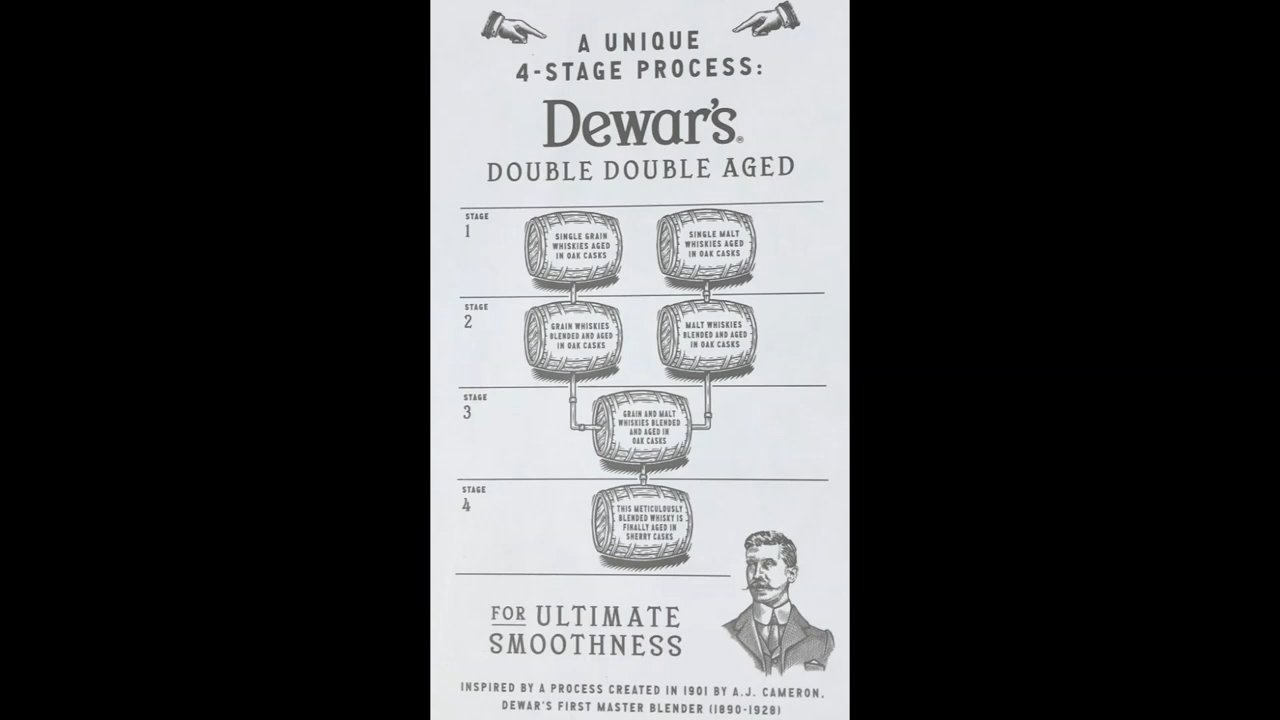 A UNIQUE
4-STAGE PROCESS:
Dewar's®
DOUBLE DOUBLE AGED
STAGE
1
SINGLE GRAIN
WHISKIES AGED
IN OAK CASKS
SINGLE MALT
WHISKIES AGED
IN OAK CASKS
STAGE
2
GRAIN WHISKIES
BLENDED AND AGED
IN OAK CASKS
MALT WHISKIES
BLENDED AND AGED
IN OAK CASKS
STAGE
3
GRAIN AND MALT
WHISKIES BLENDED
AND AGED IN
OAK CASKS
STAGE
4
THIS METICULOUSLY
BLENDED WHISKY IS
FINALLY AGED IN
SHERRY CASKS
FOR ULTIMATE
SMOOTHNESS
INSPIRED BY A PROCESS CREATED IN 1901 BY A.J. CAMERON,
DEWAR'S FIRST MASTER BLENDER (1890-1928)